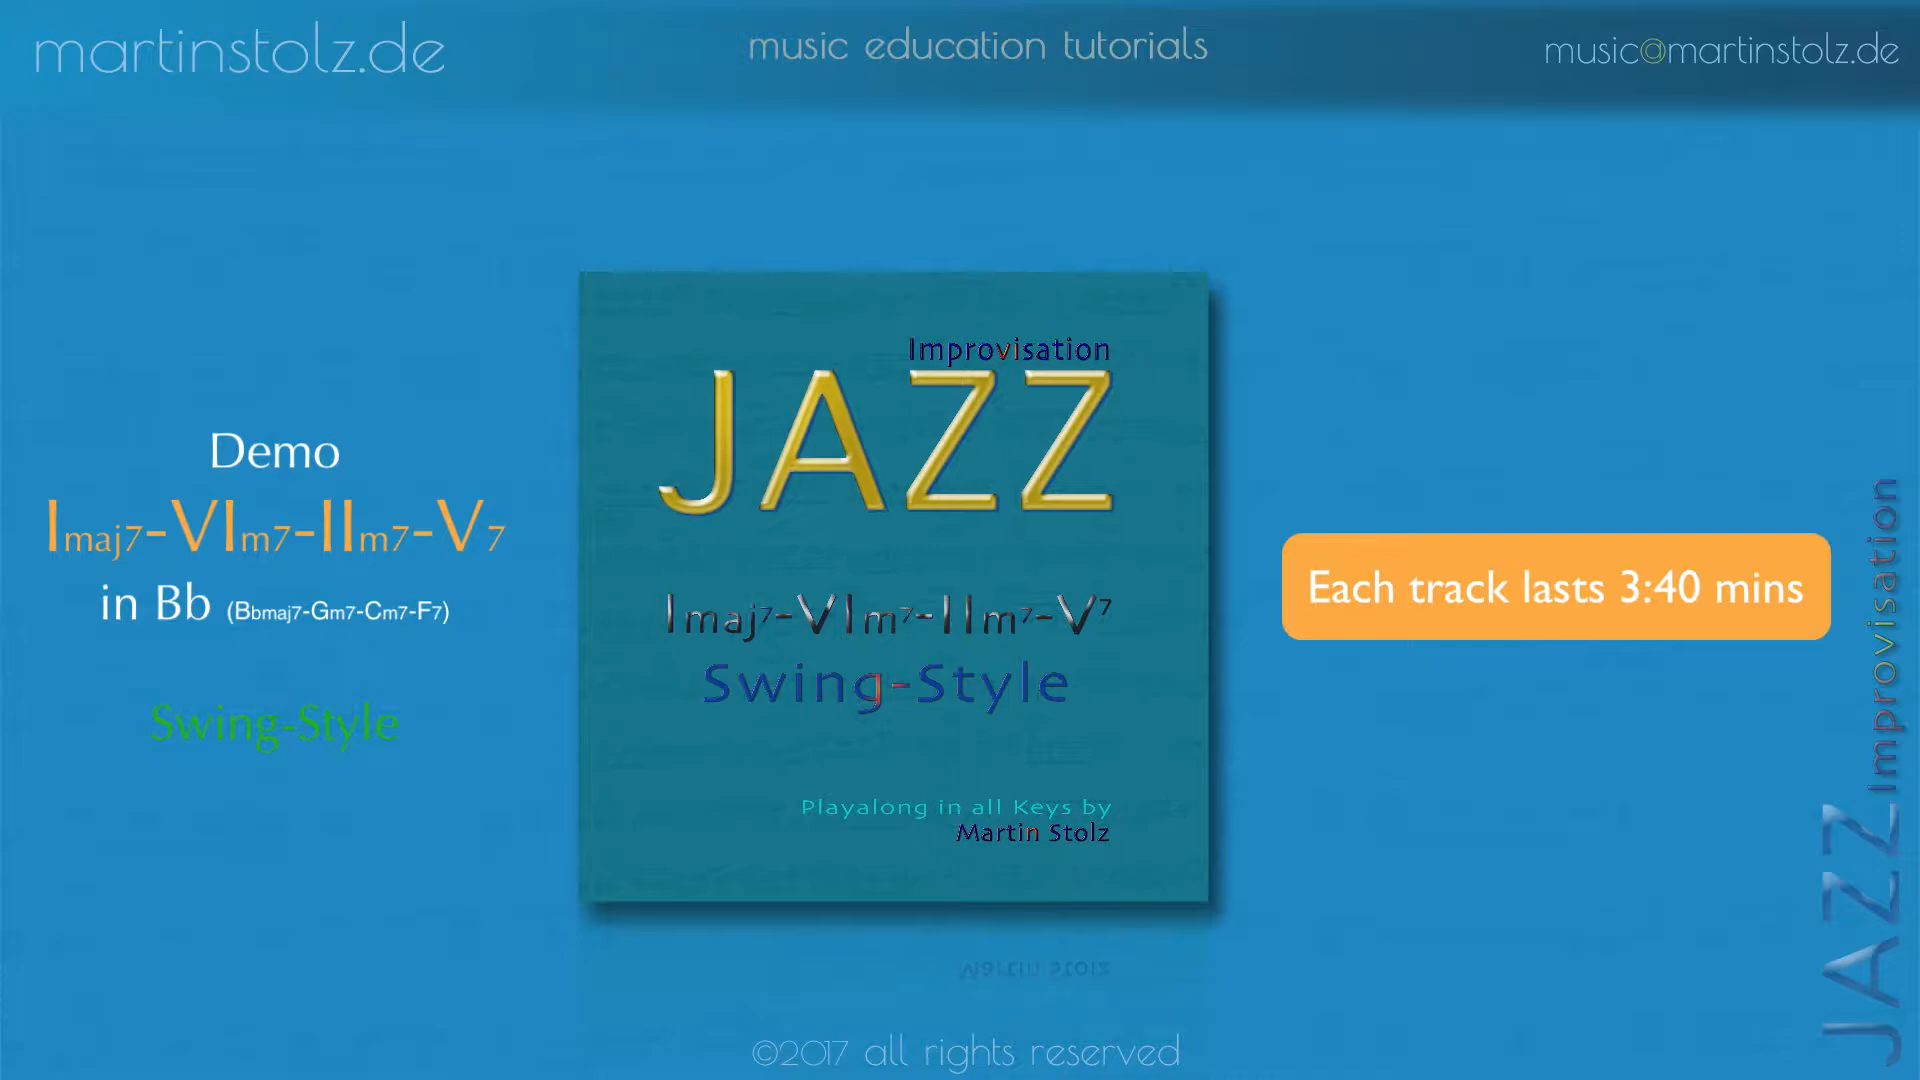 martinstolz.de
music education tutorials
music@martinstolz.de
Demo
Imaj7-VIm7-IIm7-V7
in Bb (Bbmaj7-Gm7-Cm7-F7)
Swing-Style
Improvisation
JAZZ
Imaj7-VIm7-IIm7-V7
Swing-Style
Playalong in all Keys by
Martin Stolz
Each track lasts 3:40 mins
JAZZ Improvisation
Martin Stolz
©2017 all rights reserved